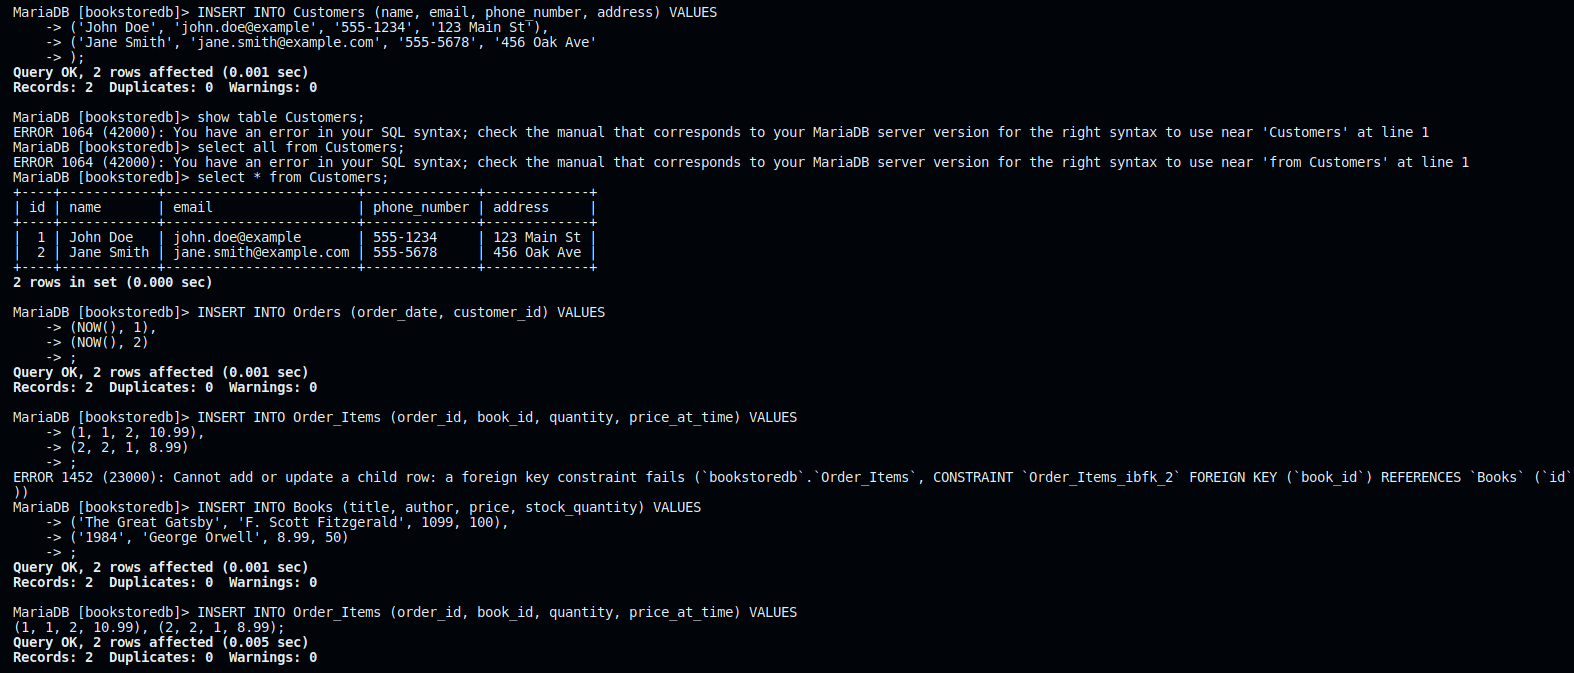 MariaDB [bookstoredb]> INSERT INTO Customers (name, email, phone_number, address) VALUES
    -> ('John Doe', 'john.doe@example', '555-1234', '123 Main St'),
    -> ('Jane Smith', 'jane.smith@example.com', '555-5678', '456 Oak Ave'
    -> );
Query OK, 2 rows affected (0.001 sec)
Records: 2  Duplicates: 0  Warnings: 0

MariaDB [bookstoredb]> show table Customers;
ERROR 1064 (42000): You have an error in your SQL syntax; check the manual that corresponds to your MariaDB server version for the right syntax to use near 'Customers' at line 1
MariaDB [bookstoredb]> select all from Customers;
ERROR 1064 (42000): You have an error in your SQL syntax; check the manual that corresponds to your MariaDB server version for the right syntax to use near 'from Customers' at line 1
MariaDB [bookstoredb]> select * from Customers;
+----+------------+------------------------+--------------+-------------+
| id | name       | email                  | phone_number | address     |
+----+------------+------------------------+--------------+-------------+
|  1 | John Doe   | john.doe@example       | 555-1234     | 123 Main St |
|  2 | Jane Smith | jane.smith@example.com | 555-5678     | 456 Oak Ave |
+----+------------+------------------------+--------------+-------------+
2 rows in set (0.000 sec)

MariaDB [bookstoredb]> INSERT INTO Orders (order_date, customer_id) VALUES
    -> (NOW(), 1),
    -> (NOW(), 2)
    -> ;
Query OK, 2 rows affected (0.001 sec)
Records: 2  Duplicates: 0  Warnings: 0

MariaDB [bookstoredb]> INSERT INTO Order_Items (order_id, book_id, quantity, price_at_time) VALUES
    -> (1, 1, 2, 10.99),
    -> (2, 2, 1, 8.99)
    -> ;
ERROR 1452 (23000): Cannot add or update a child row: a foreign key constraint fails (`bookstoredb`.`Order_Items`, CONSTRAINT `Order_Items_ibfk_2` FOREIGN KEY (`book_id`) REFERENCES `Books` (`id`
))
MariaDB [bookstoredb]> INSERT INTO Books (title, author, price, stock_quantity) VALUES
    -> ('The Great Gatsby', 'F. Scott Fitzgerald', 1099, 100),
    -> ('1984', 'George Orwell', 8.99, 50)
    -> ;
Query OK, 2 rows affected (0.001 sec)
Records: 2  Duplicates: 0  Warnings: 0

MariaDB [bookstoredb]> INSERT INTO Order_Items (order_id, book_id, quantity, price_at_time) VALUES
(1, 1, 2, 10.99), (2, 2, 1, 8.99);
Query OK, 2 rows affected (0.005 sec)
Records: 2  Duplicates: 0  Warnings: 0